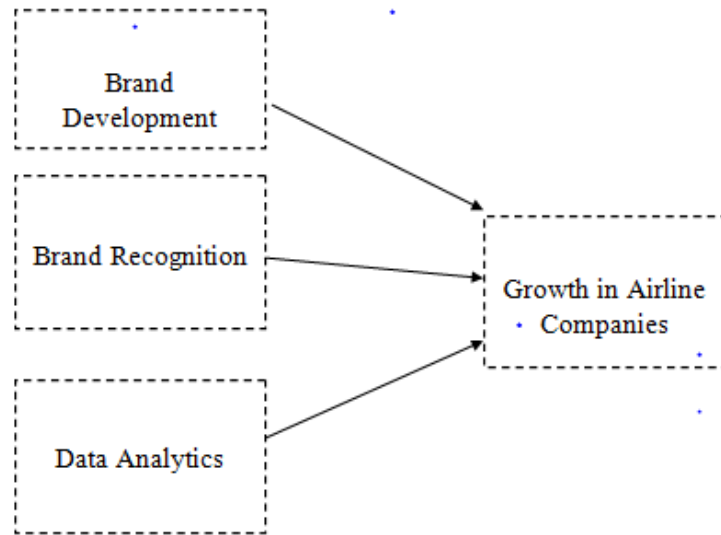 Brand
Development
Brand Recognition
Growth in Airline
Companies
Data Analytics